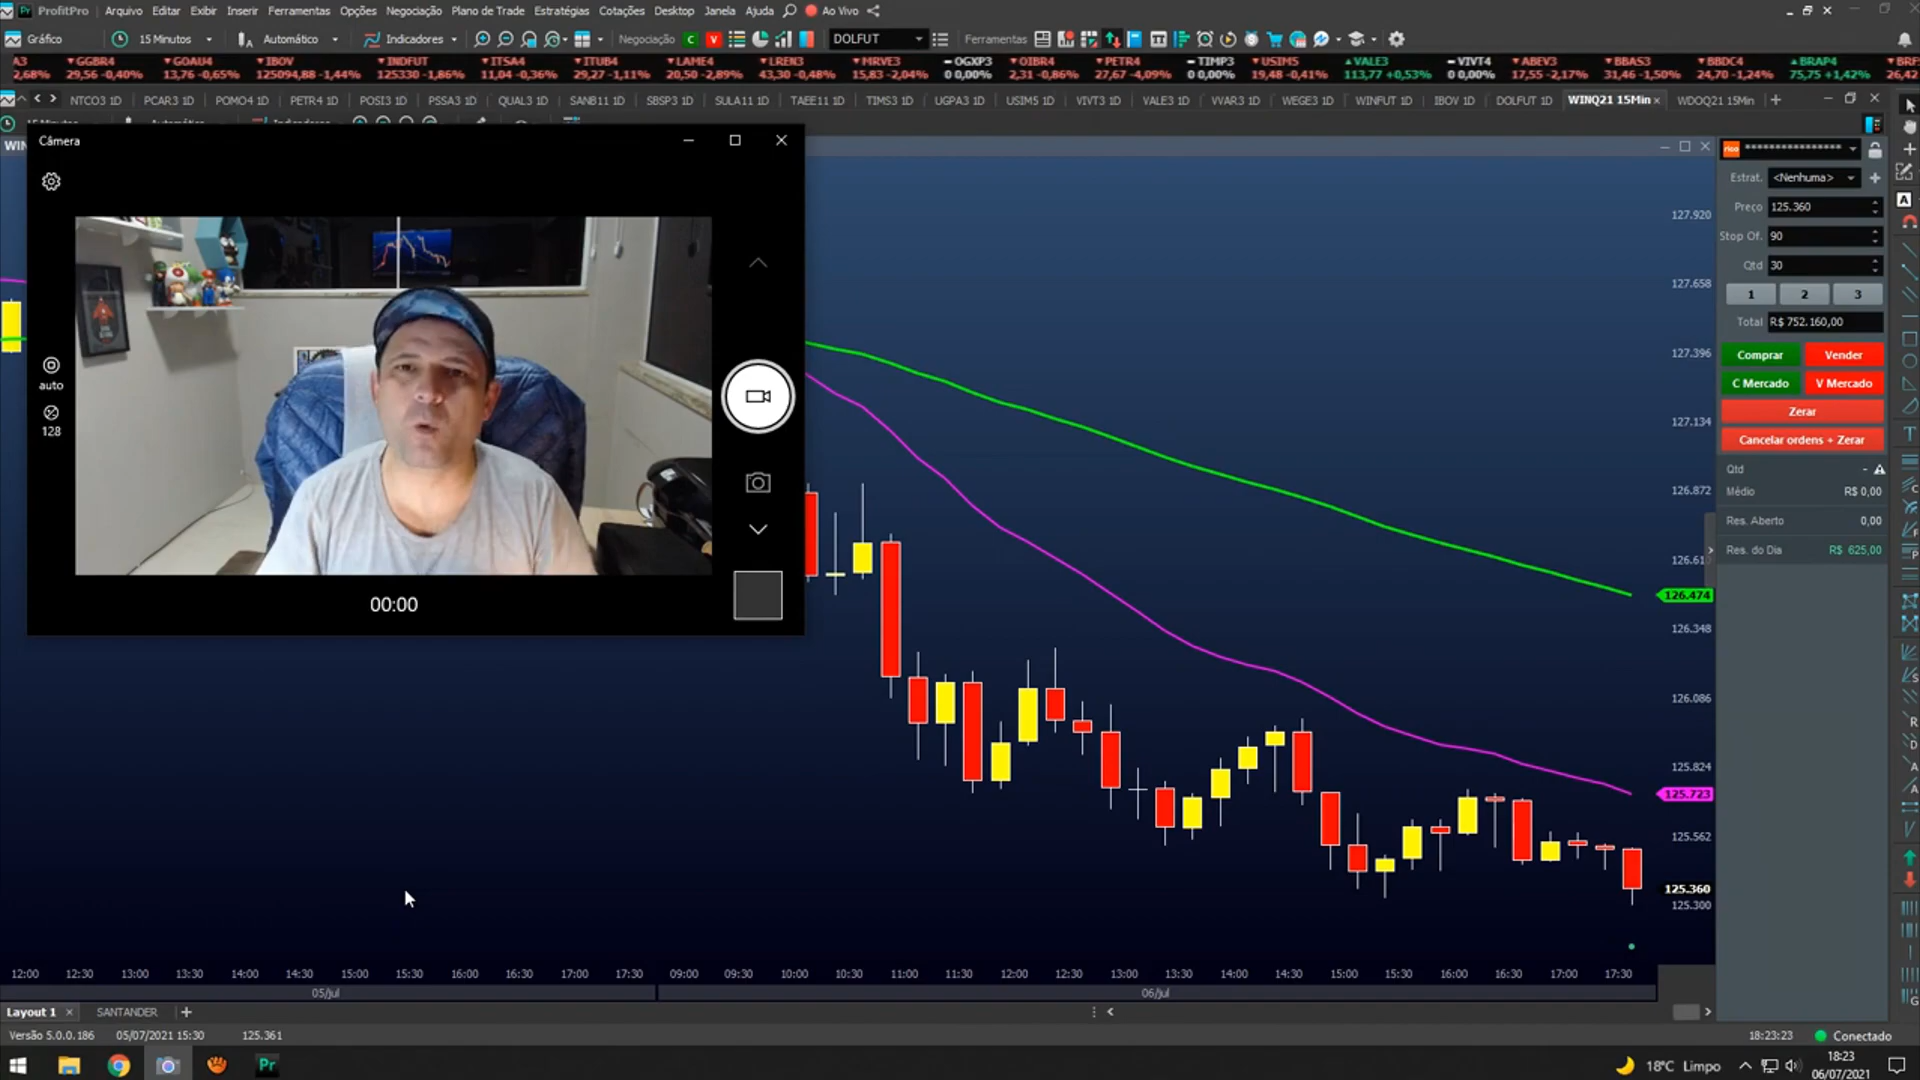 ProfitPro Arquivo Editar Exibir Inserir Ferramentas Opções Negociação Plano de Trade Estratégias Cotações Desktop Janela Ajuda Ao Vivo
Gráfico 15 Minutos Automático Indicadores Negociação C V DOLFUT Ferramentas
A3 GGBR4 GOAU4 IBOV INDFUT ITSA4 ITUB4 LAME4 LREN3 MRVE3 OGXP3 OIBR4 PETR4 TIMP3 USIM5 VALE3 VIVT4 ABEV3 BBAS3 BBDC4 BRAP4
2,68% 29,56 -0,40% 13,76 -0,65% 125094,88 -1,44% 125330 -1,86% 11,04 -0,36% 29,27 -1,11% 20,50 -2,89% 43,30 -0,48% 15,83 -2,04% 0 0,00% 2,31 -0,86% 27,67 -4,09% 0 0,00% 19,48 -0,41% 113,77 +0,53% 0 0,00% 17,55 -2,17% 31,46 -1,50% 24,70 -1,24% 75,75 +1,42% 26,42
NTCO3 1D PCAR3 1D POMO4 1D PETR4 1D POSI3 1D PSSA3 1D QUAL3 1D SANB11 1D SBSP3 1D SULA11 1D TAEE11 1D TIMS3 1D UGPA3 1D USIM5 1D VIVT3 1D VALE3 1D VVAR3 1D WEGE3 1D WINFUT 1D IBOV 1D DOLFUT 1D WINQ21 15Min WDOQ21 15Min
WIN
Câmera
auto
128
00:00
127.920
127.658
127.396
127.134
126.872
126.610
126.474
126.348
126.086
125.824
125.723
125.562
125.360
125.300
rico ****************
Estrat. <Nenhuma>
Preço 125.360
Stop Of. 90
Qtd 30
1 2 3
Total R$ 752.160,00
Comprar Vender
C Mercado V Mercado
Zerar
Cancelar ordens + Zerar
Qtd -
Médio R$ 0,00
Res. Aberto 0,00
Res. do Dia R$ 625,00
12:00 12:30 13:00 13:30 14:00 14:30 15:00 15:30 16:00 16:30 17:00 17:30 09:00 09:30 10:00 10:30 11:00 11:30 12:00 12:30 13:00 13:30 14:00 14:30 15:00 15:30 16:00 16:30 17:00 17:30
05/jul 06/jul
Layout 1 SANTANDER
Versão 5.0.0.186 05/07/2021 15:30 125.361 18:23:23 Conectado
Pr 18°C Limpo 18:23
06/07/2021